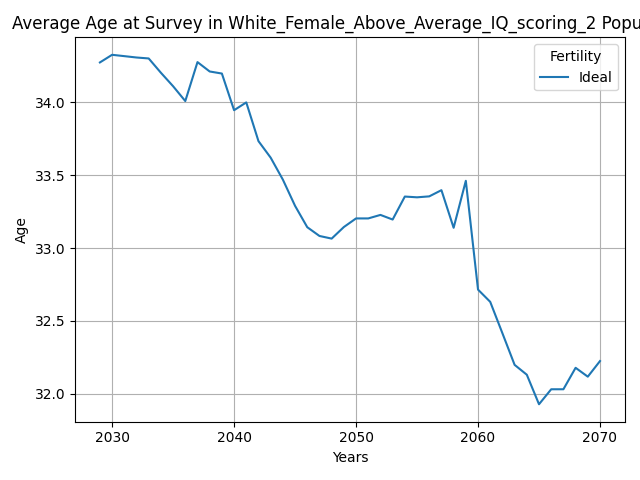 Average Age at Survey in White_Female_Above_Average_IQ_scoring_2 Popu
Fertility
Ideal
34.0
33.5
33.0
32.5
32.0
Age
2030 2040 2050 2060 2070
Years